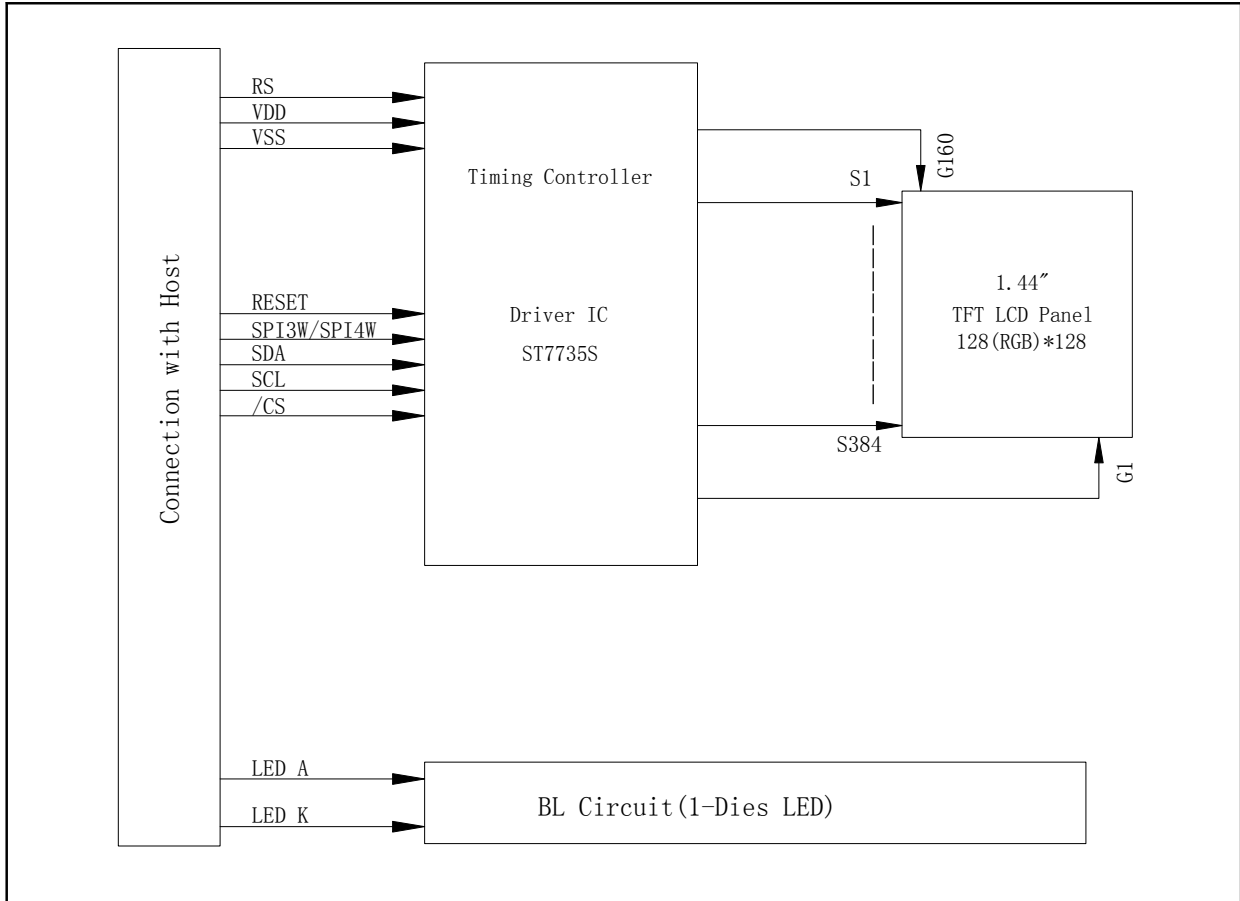 Connection with Host
RS
VDD
VSS
RESET
SPI3W/SPI4W
SDA
SCL
/CS
LED A
LED K
Timing Controller
Driver IC
ST7735S
G160
S1
S384
G1
1.44″
TFT LCD Panel
128(RGB)*128
BL Circuit(1-Dies LED)